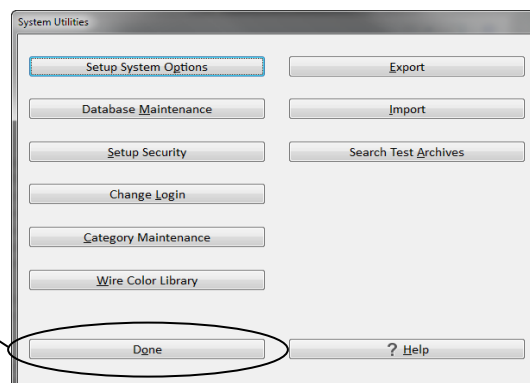 System Utilities
Setup System Options
Export
Database Maintenance
Import
Setup Security
Search Test Archives
Change Login
Category Maintenance
Wire Color Library
Done
? Help